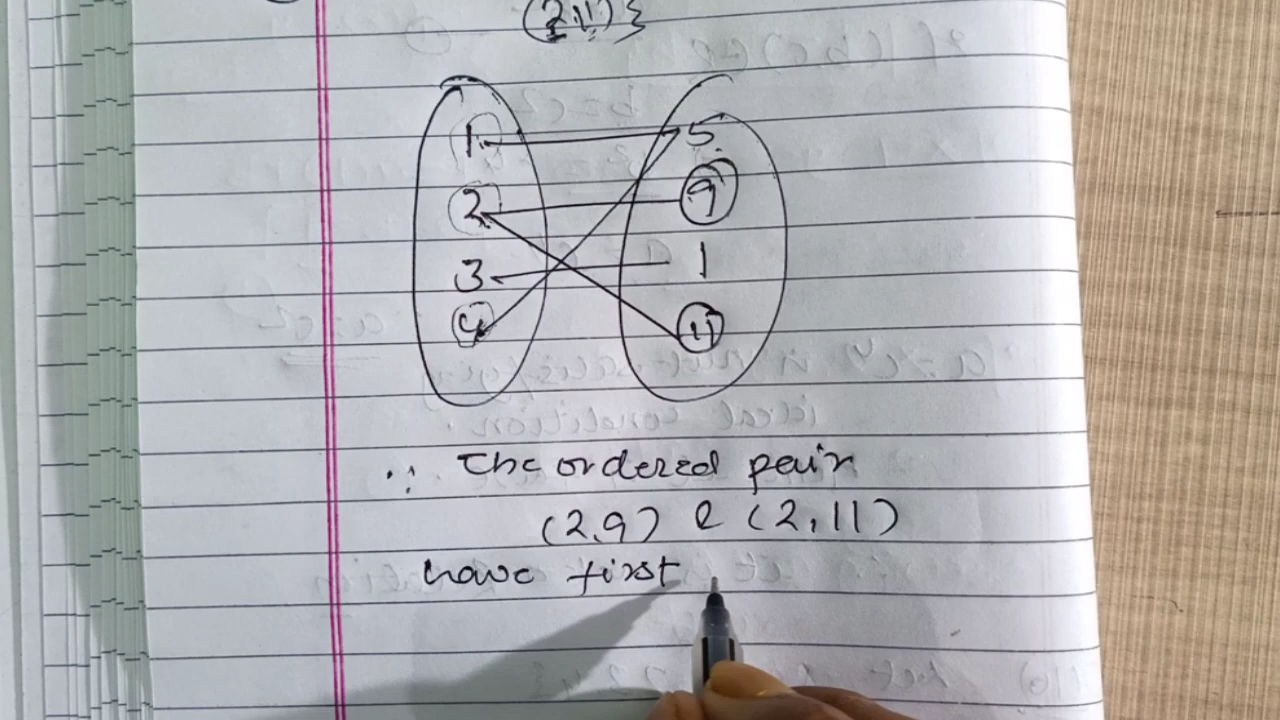 (2,11)}
1 5
2 9
3 1
4 11
∴ The ordered pair
(2,9) & (2,11)
have first